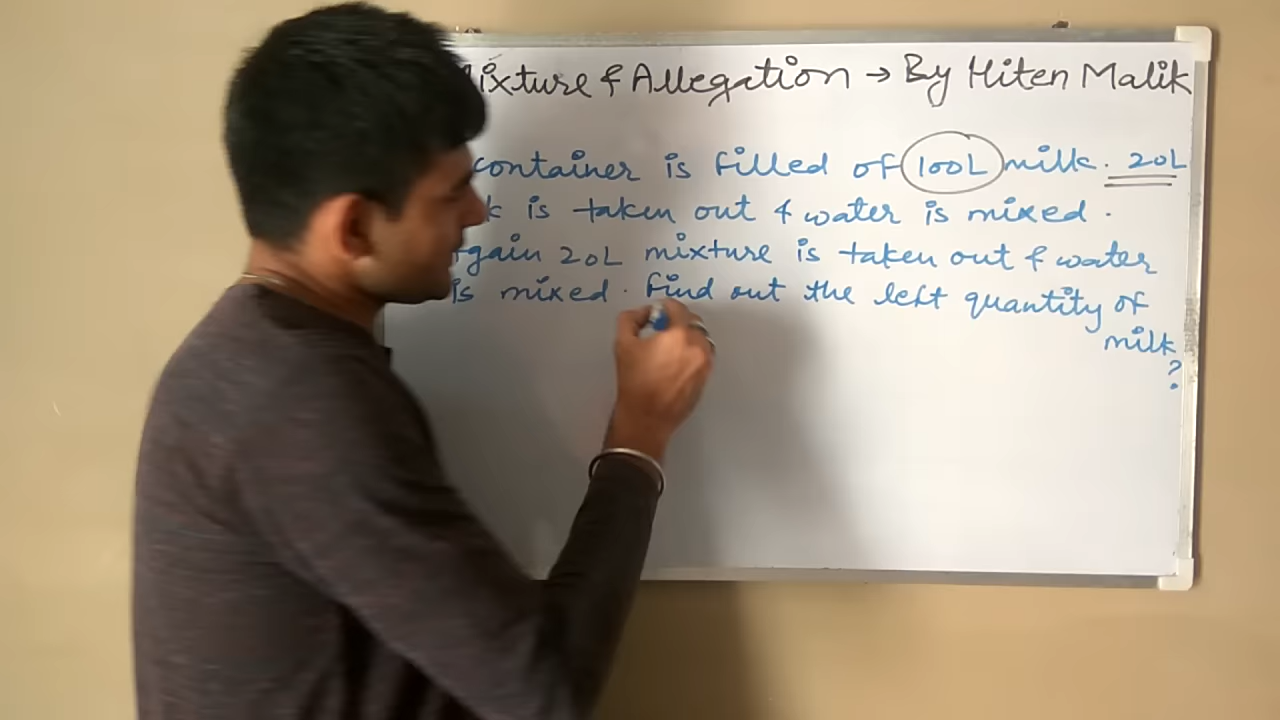 Mixture & Allegation → By Hiten Malik
container is filled of 100L milk. 20L
is taken out & water is mixed.
Again 20L mixture is taken out & water
is mixed. Find out the left quantity of
milk
?